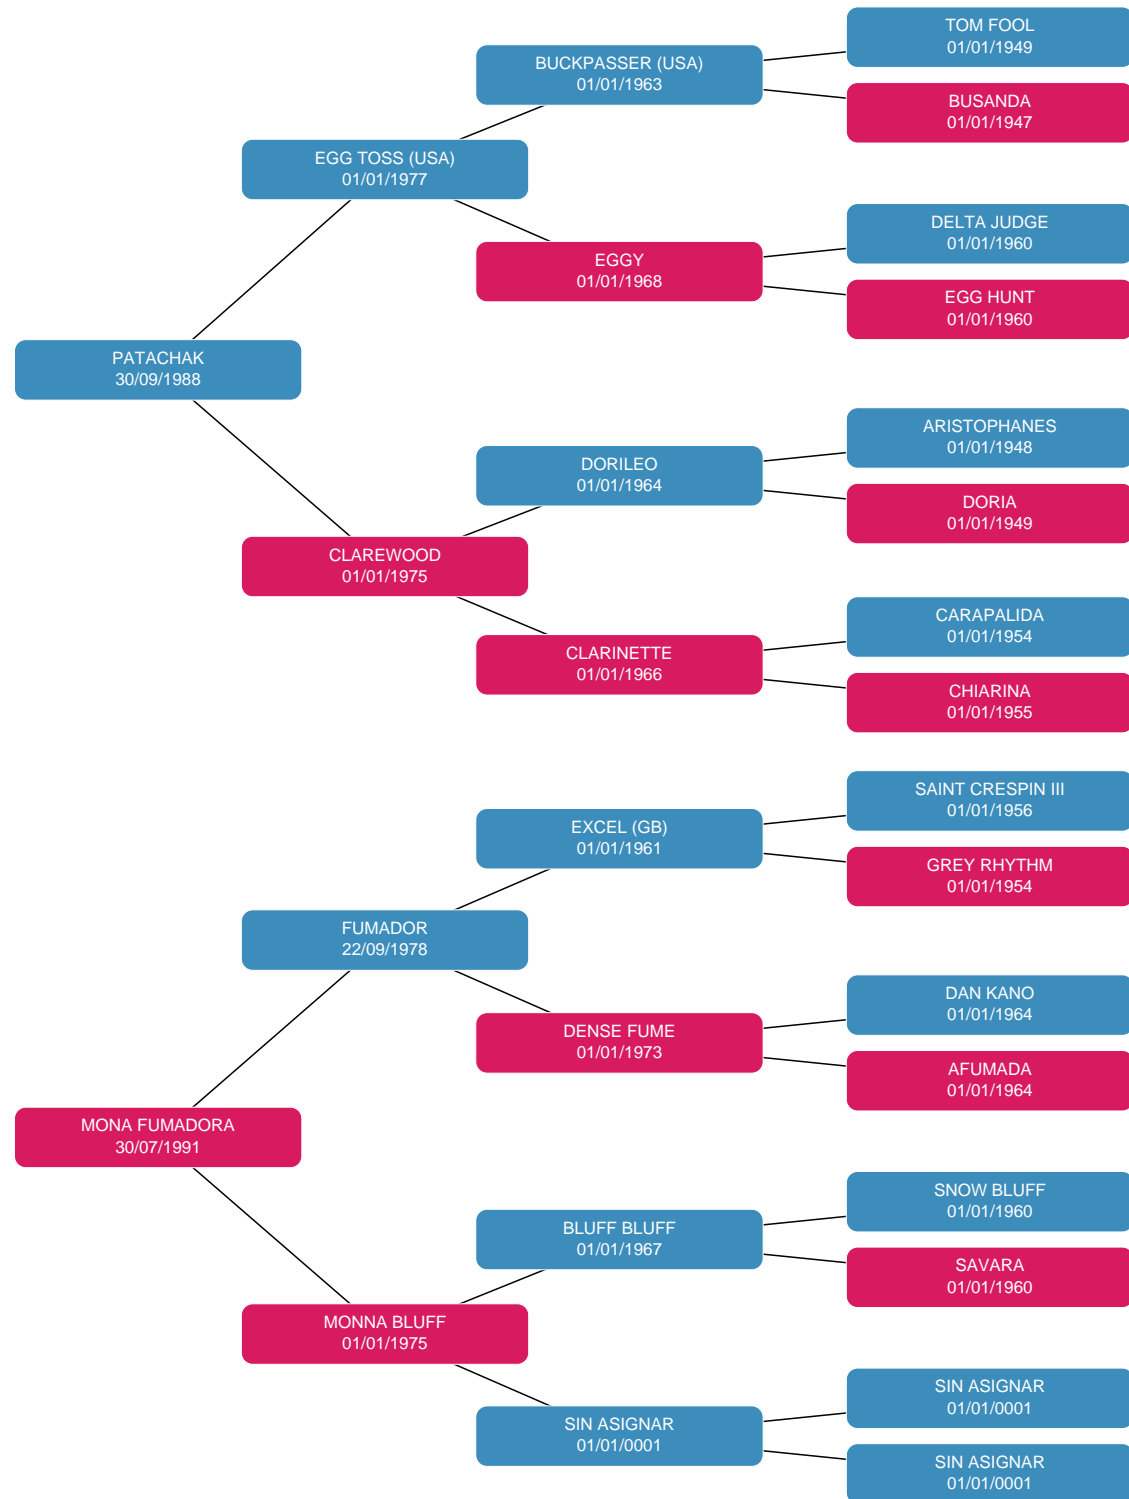 TOM FOOL
01/01/1949
BUCKPASSER (USA)
01/01/1963
BUSANDA
01/01/1947
EGG TOSS (USA)
01/01/1977
DELTA JUDGE
01/01/1960
EGGY
01/01/1968
EGG HUNT
01/01/1960
PATACHAK
30/09/1988
ARISTOPHANES
01/01/1948
DORILEO
01/01/1964
DORIA
01/01/1949
CLAREWOOD
01/01/1975
CARAPALIDA
01/01/1954
CLARINETTE
01/01/1966
CHIARINA
01/01/1955
SAINT CRESPIN III
01/01/1956
EXCEL (GB)
01/01/1961
GREY RHYTHM
01/01/1954
FUMADOR
22/09/1978
DAN KANO
01/01/1964
DENSE FUME
01/01/1973
AFUMADA
01/01/1964
MONA FUMADORA
30/07/1991
SNOW BLUFF
01/01/1960
BLUFF BLUFF
01/01/1967
SAVARA
01/01/1960
MONNA BLUFF
01/01/1975
SIN ASIGNAR
01/01/0001
SIN ASIGNAR
01/01/0001
SIN ASIGNAR
01/01/0001